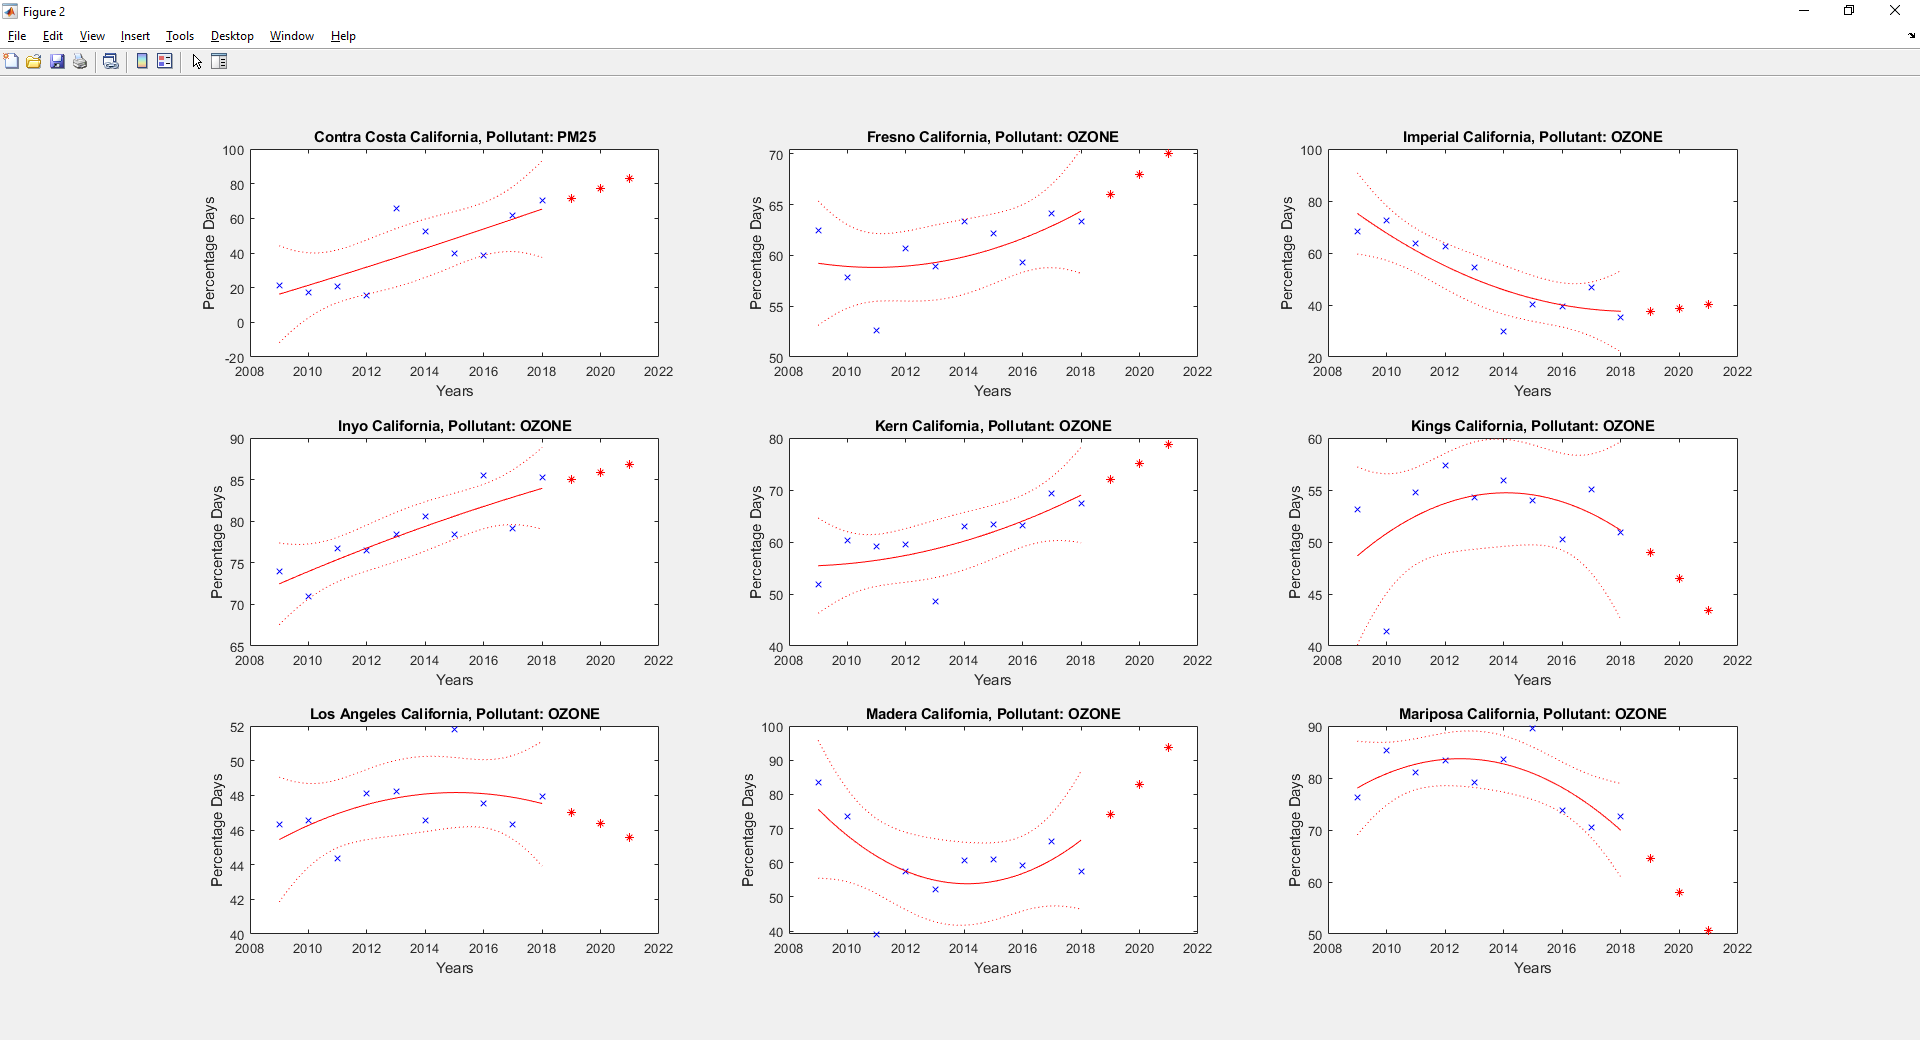 Figure 2
File Edit View Insert Tools Desktop Window Help
Contra Costa California, Pollutant: PM25
Percentage Days
100
80
60
40
20
0
-20
2008 2010 2012 2014 2016 2018 2020 2022
Years
Fresno California, Pollutant: OZONE
Percentage Days
70
65
60
55
50
2008 2010 2012 2014 2016 2018 2020 2022
Years
Imperial California, Pollutant: OZONE
Percentage Days
100
80
60
40
20
2008 2010 2012 2014 2016 2018 2020 2022
Years
Inyo California, Pollutant: OZONE
Percentage Days
90
85
80
75
70
65
2008 2010 2012 2014 2016 2018 2020 2022
Years
Kern California, Pollutant: OZONE
Percentage Days
80
70
60
50
40
2008 2010 2012 2014 2016 2018 2020 2022
Years
Kings California, Pollutant: OZONE
Percentage Days
60
55
50
45
40
2008 2010 2012 2014 2016 2018 2020 2022
Years
Los Angeles California, Pollutant: OZONE
Percentage Days
52
50
48
46
44
42
40
2008 2010 2012 2014 2016 2018 2020 2022
Years
Madera California, Pollutant: OZONE
Percentage Days
100
90
80
70
60
50
40
2008 2010 2012 2014 2016 2018 2020 2022
Years
Mariposa California, Pollutant: OZONE
Percentage Days
90
80
70
60
50
2008 2010 2012 2014 2016 2018 2020 2022
Years